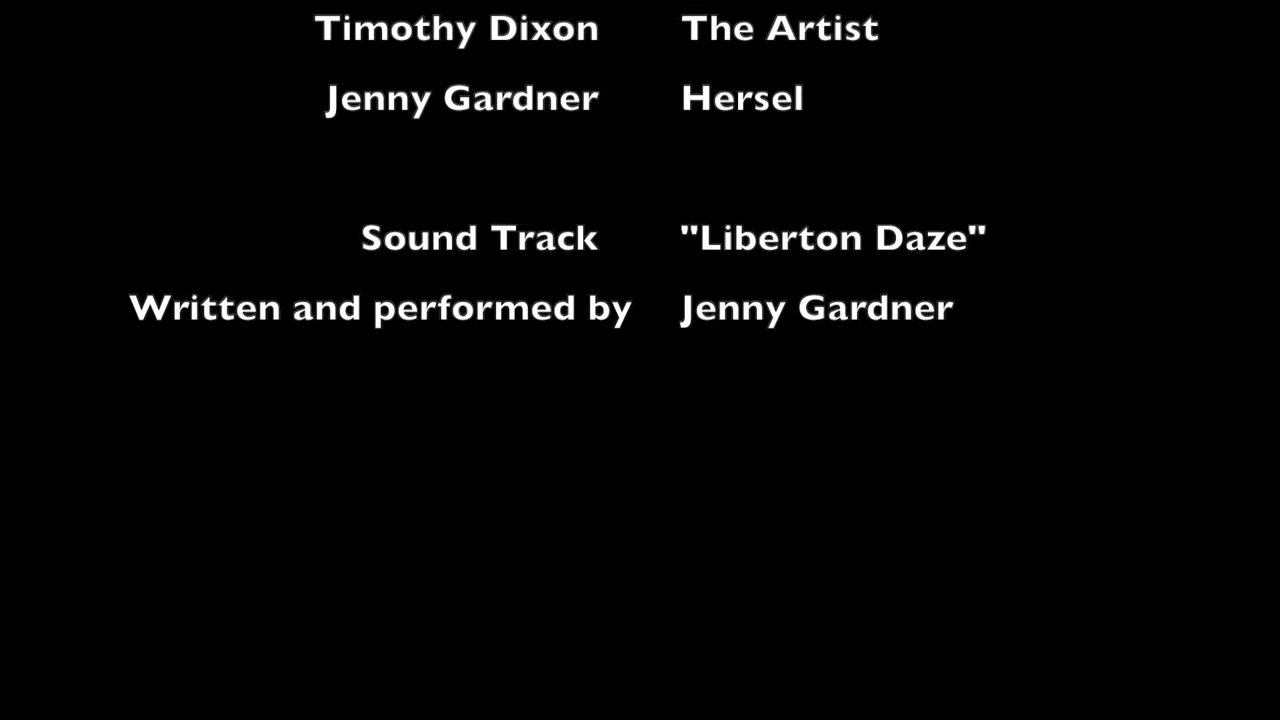 Timothy Dixon The Artist
Jenny Gardner Hersel
Sound Track "Liberton Daze"
Written and performed by Jenny Gardner